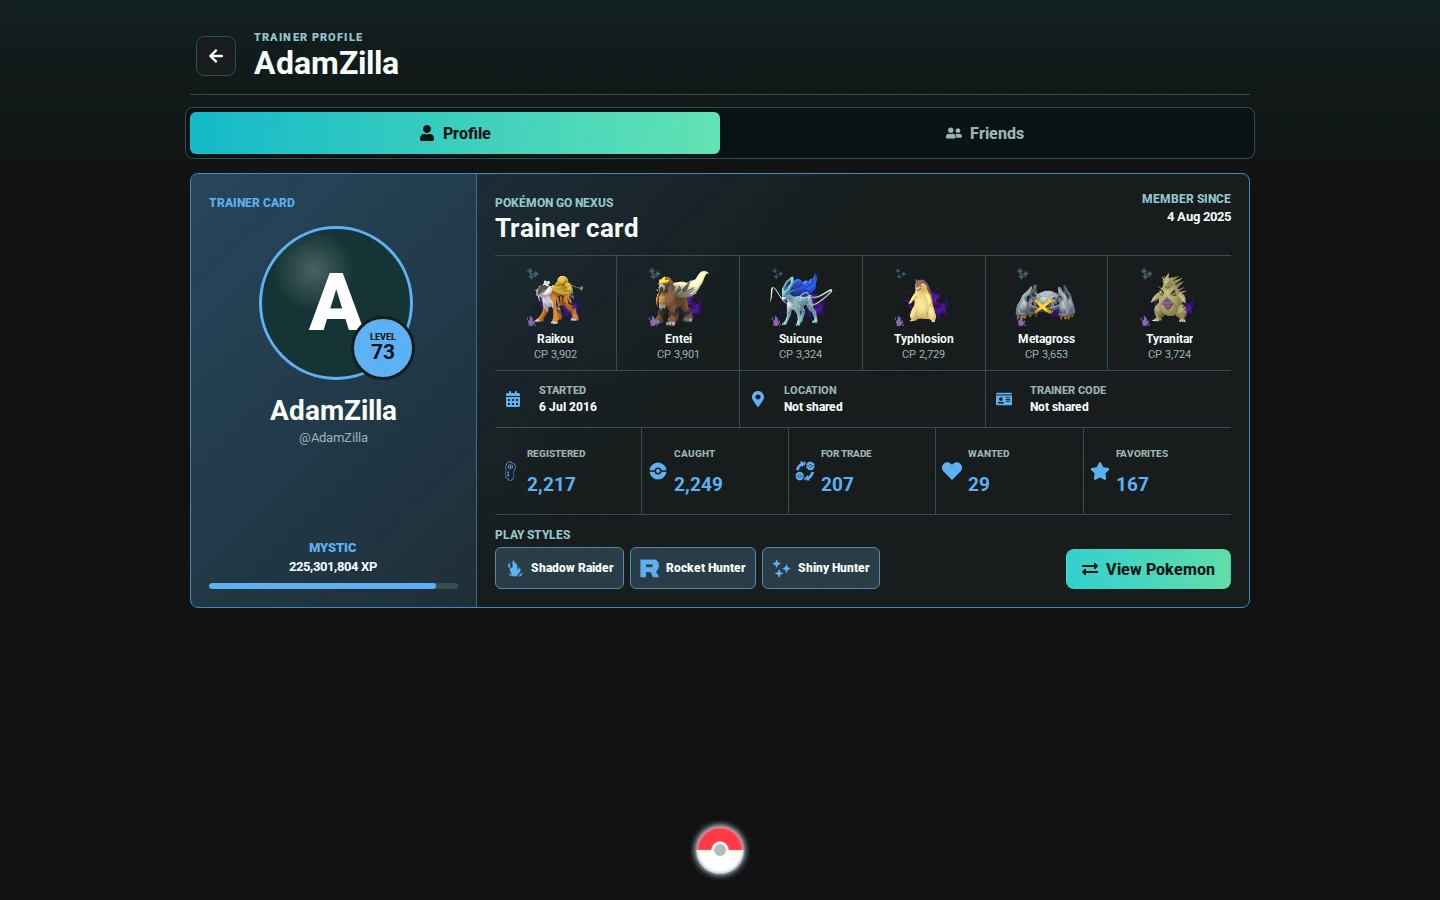 TRAINER PROFILE
AdamZilla
Profile
Friends
TRAINER CARD
A
LEVEL
73
AdamZilla
@AdamZilla
MYSTIC
225,301,804 XP
POKÉMON GO NEXUS
Trainer card
MEMBER SINCE
4 Aug 2025
Raikou
CP 3,902
Entei
CP 3,901
Suicune
CP 3,324
Typhlosion
CP 2,729
Metagross
CP 3,653
Tyranitar
CP 3,724
STARTED
6 Jul 2016
LOCATION
Not shared
TRAINER CODE
Not shared
REGISTERED
2,217
CAUGHT
2,249
FOR TRADE
207
WANTED
29
FAVORITES
167
PLAY STYLES
Shadow Raider
R Rocket Hunter
Shiny Hunter
View Pokemon